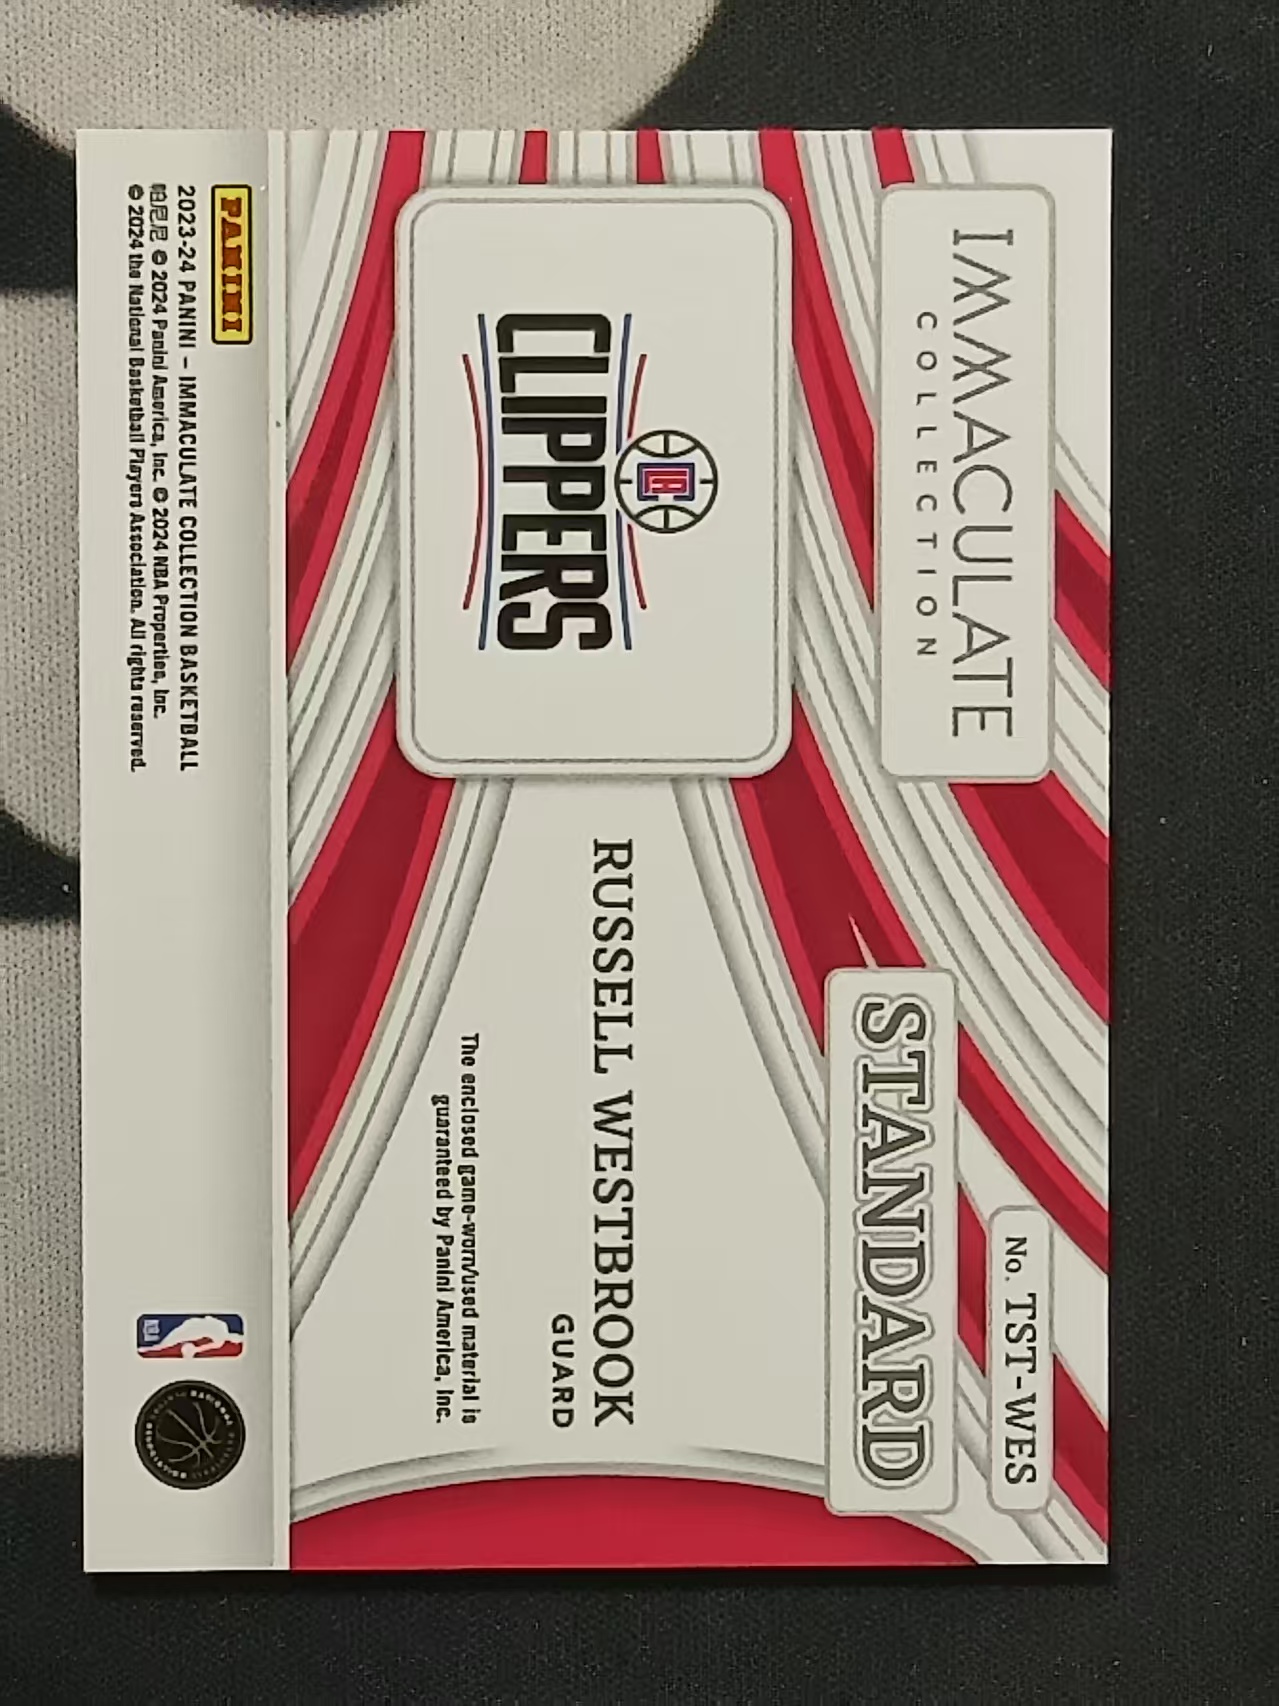 IMMACULATE
COLLECTION
No. TST-WES
STANDARD
LA
CLIPPERS
RUSSELL WESTBROOK
GUARD
The enclosed game-worn/used material is
guaranteed by Panini America, Inc.
PANINI
2023-24 PANINI – IMMACULATE COLLECTION BASKETBALL
© 2024 Panini America, Inc. © 2024 NBA Properties, Inc.
© 2024 the National Basketball Players Association. All rights reserved.
NBA